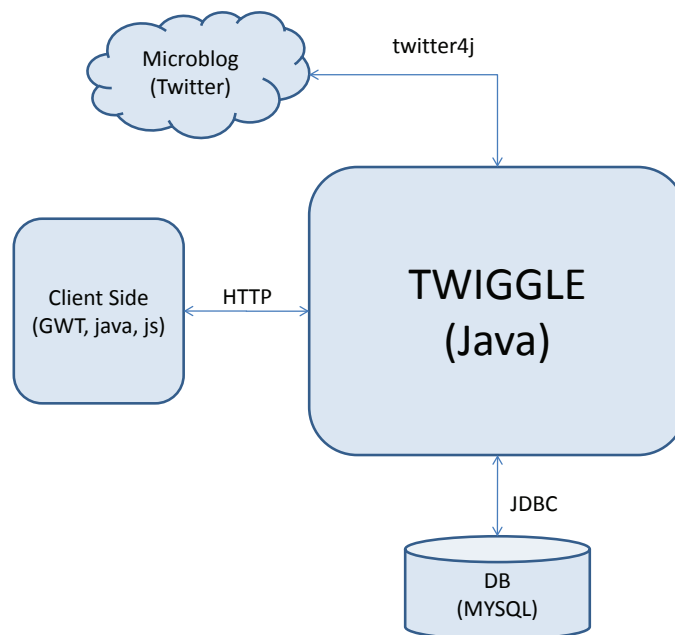 twitter4j
Microblog
(Twitter)
TWIGGLE
(Java)
Client Side
(GWT, java, js)
HTTP
JDBC
DB
(MYSQL)